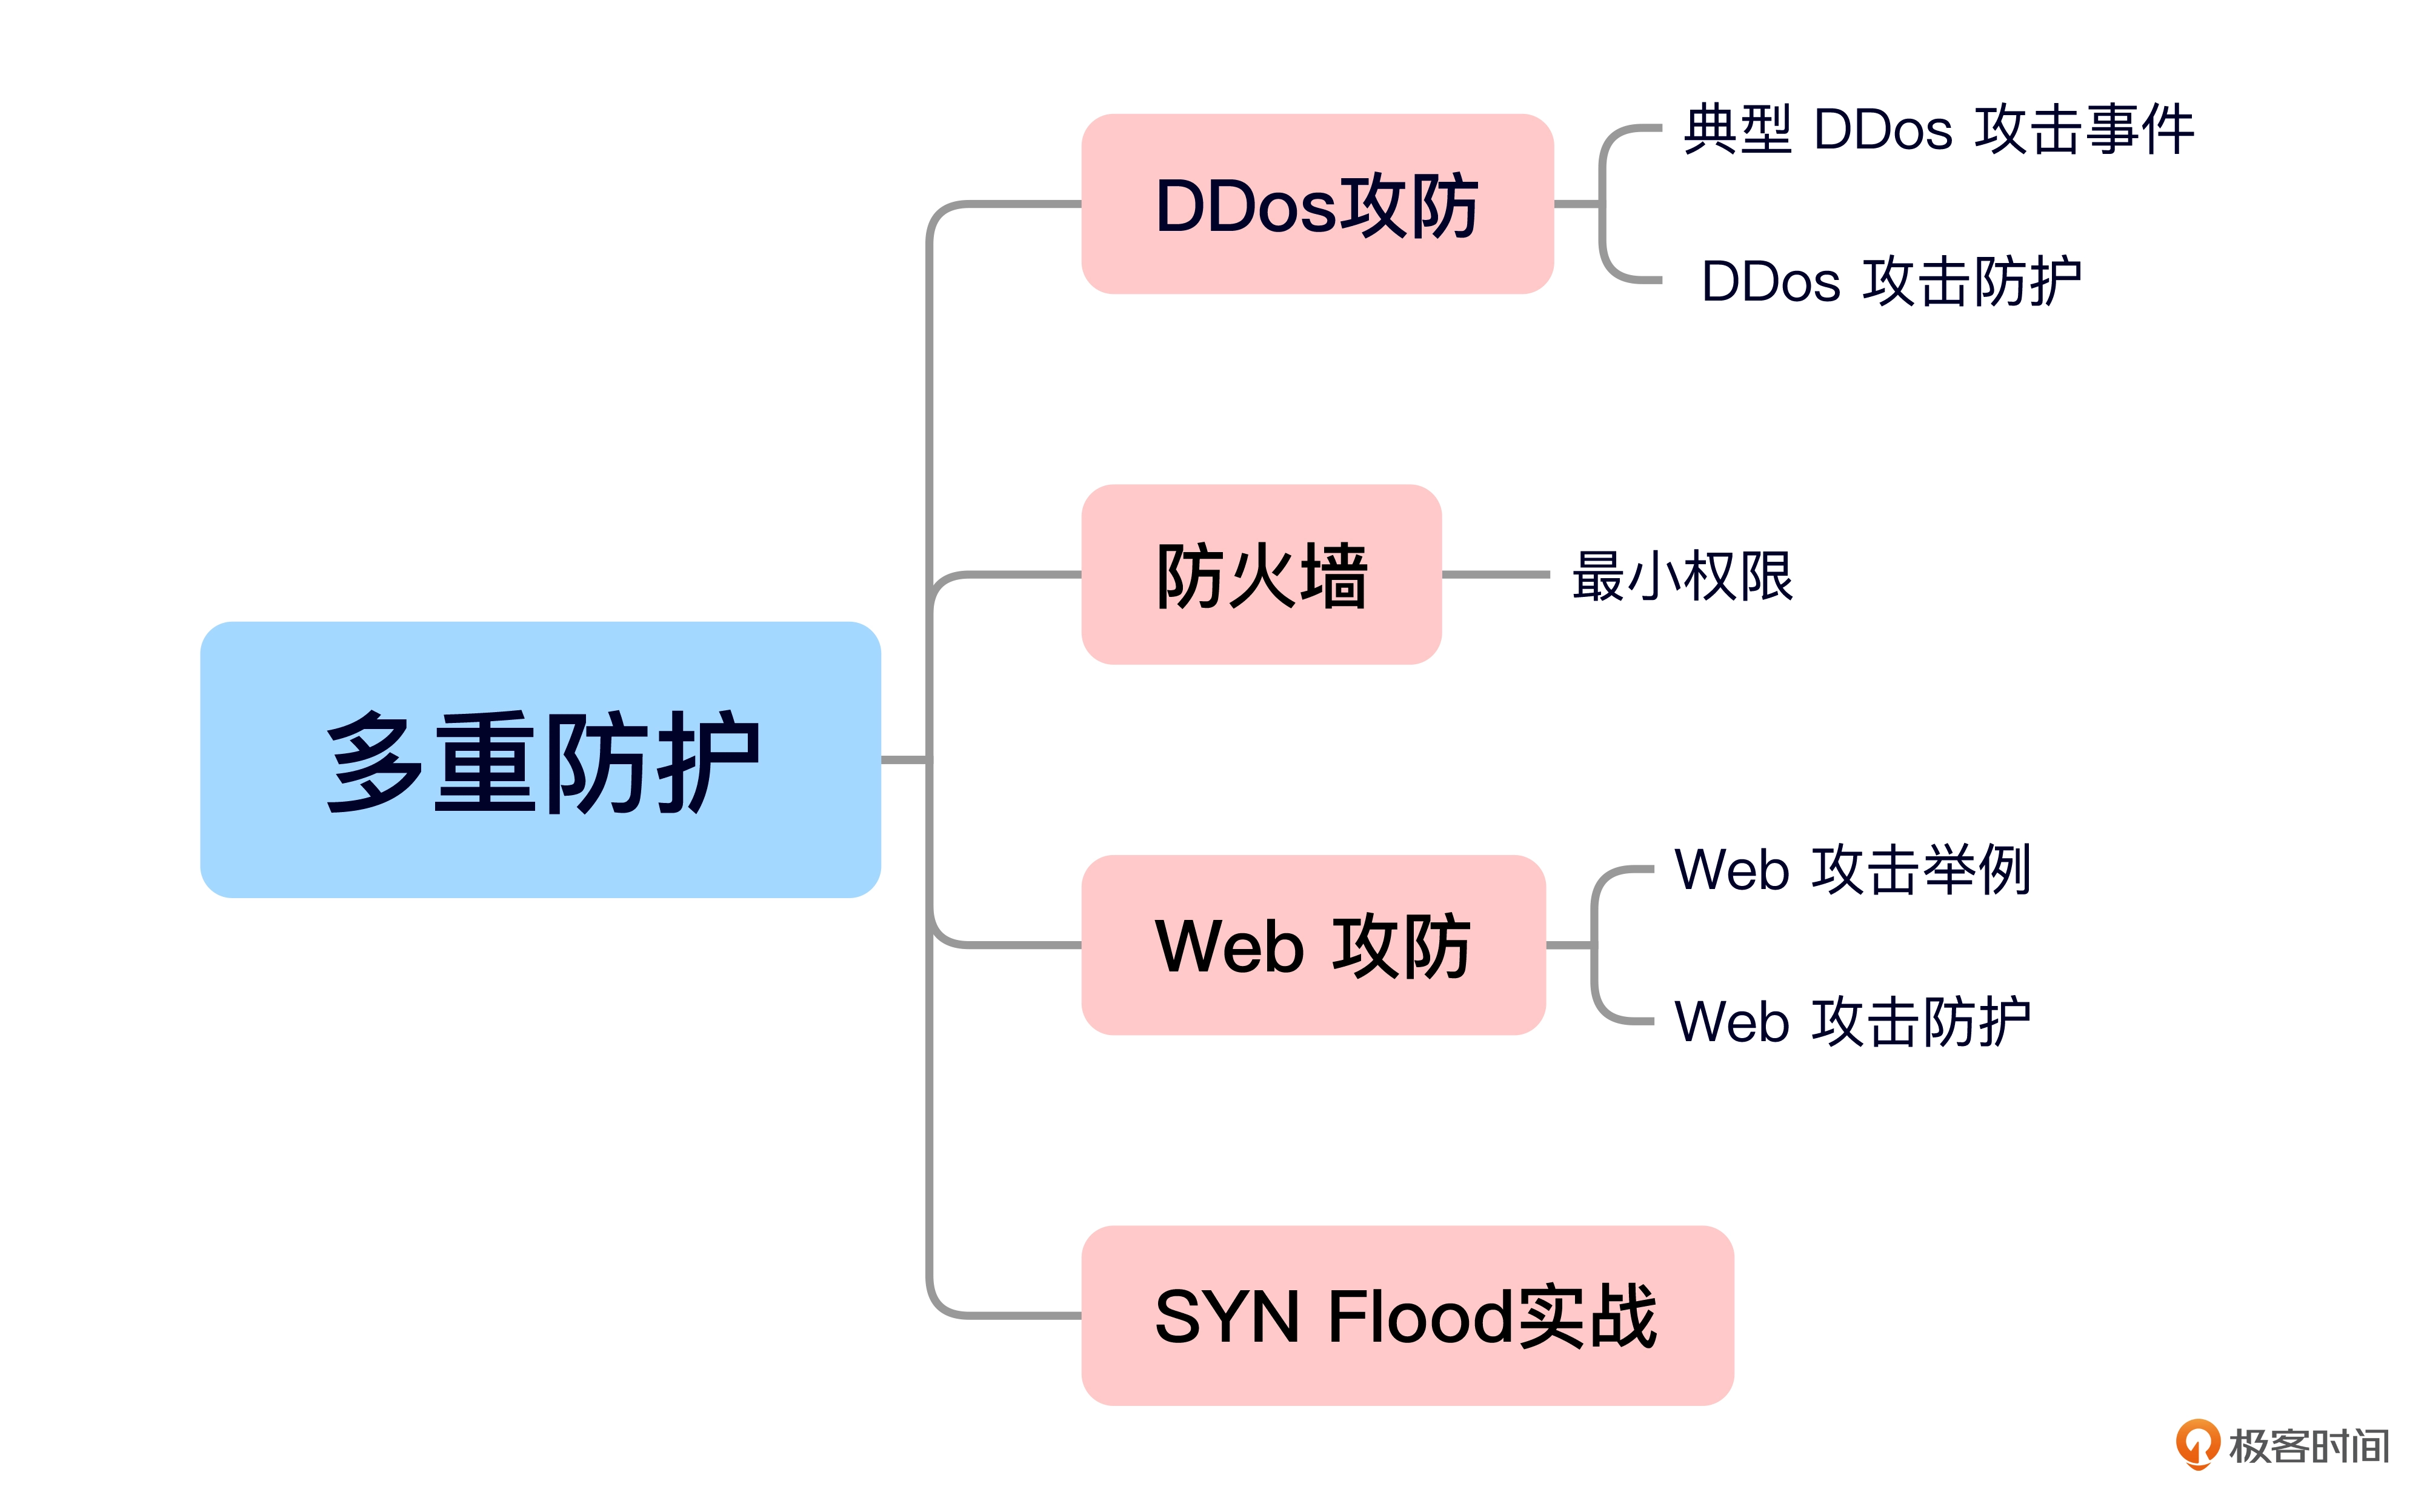 多重防护
DDos攻防
典型 DDos 攻击事件
DDos 攻击防护
防火墙
最小权限
Web 攻防
Web 攻击举例
Web 攻击防护
SYN Flood实战
极客时间